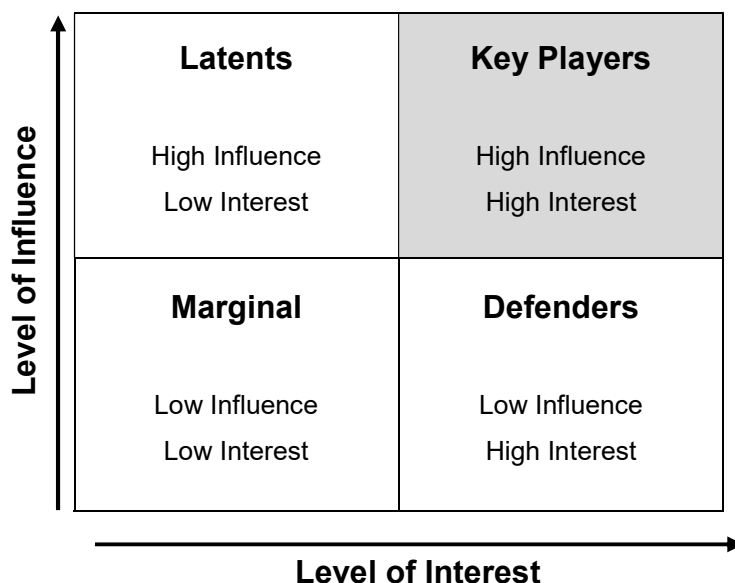 Level of Influence
Latents
High Influence
Low Interest
Key Players
High Influence
High Interest
Marginal
Low Influence
Low Interest
Defenders
Low Influence
High Interest
Level of Interest